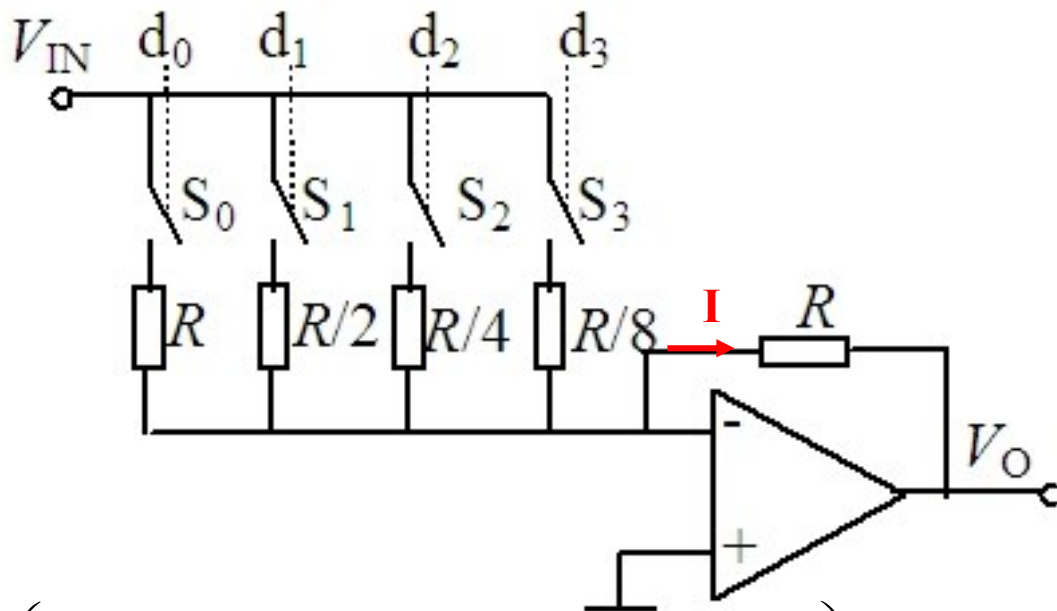 V_IN d₀ d₁ d₂ d₃
S₀ S₁ S₂ S₃
I R
R R/2 R/4 R/8
-
V_O
+
( )